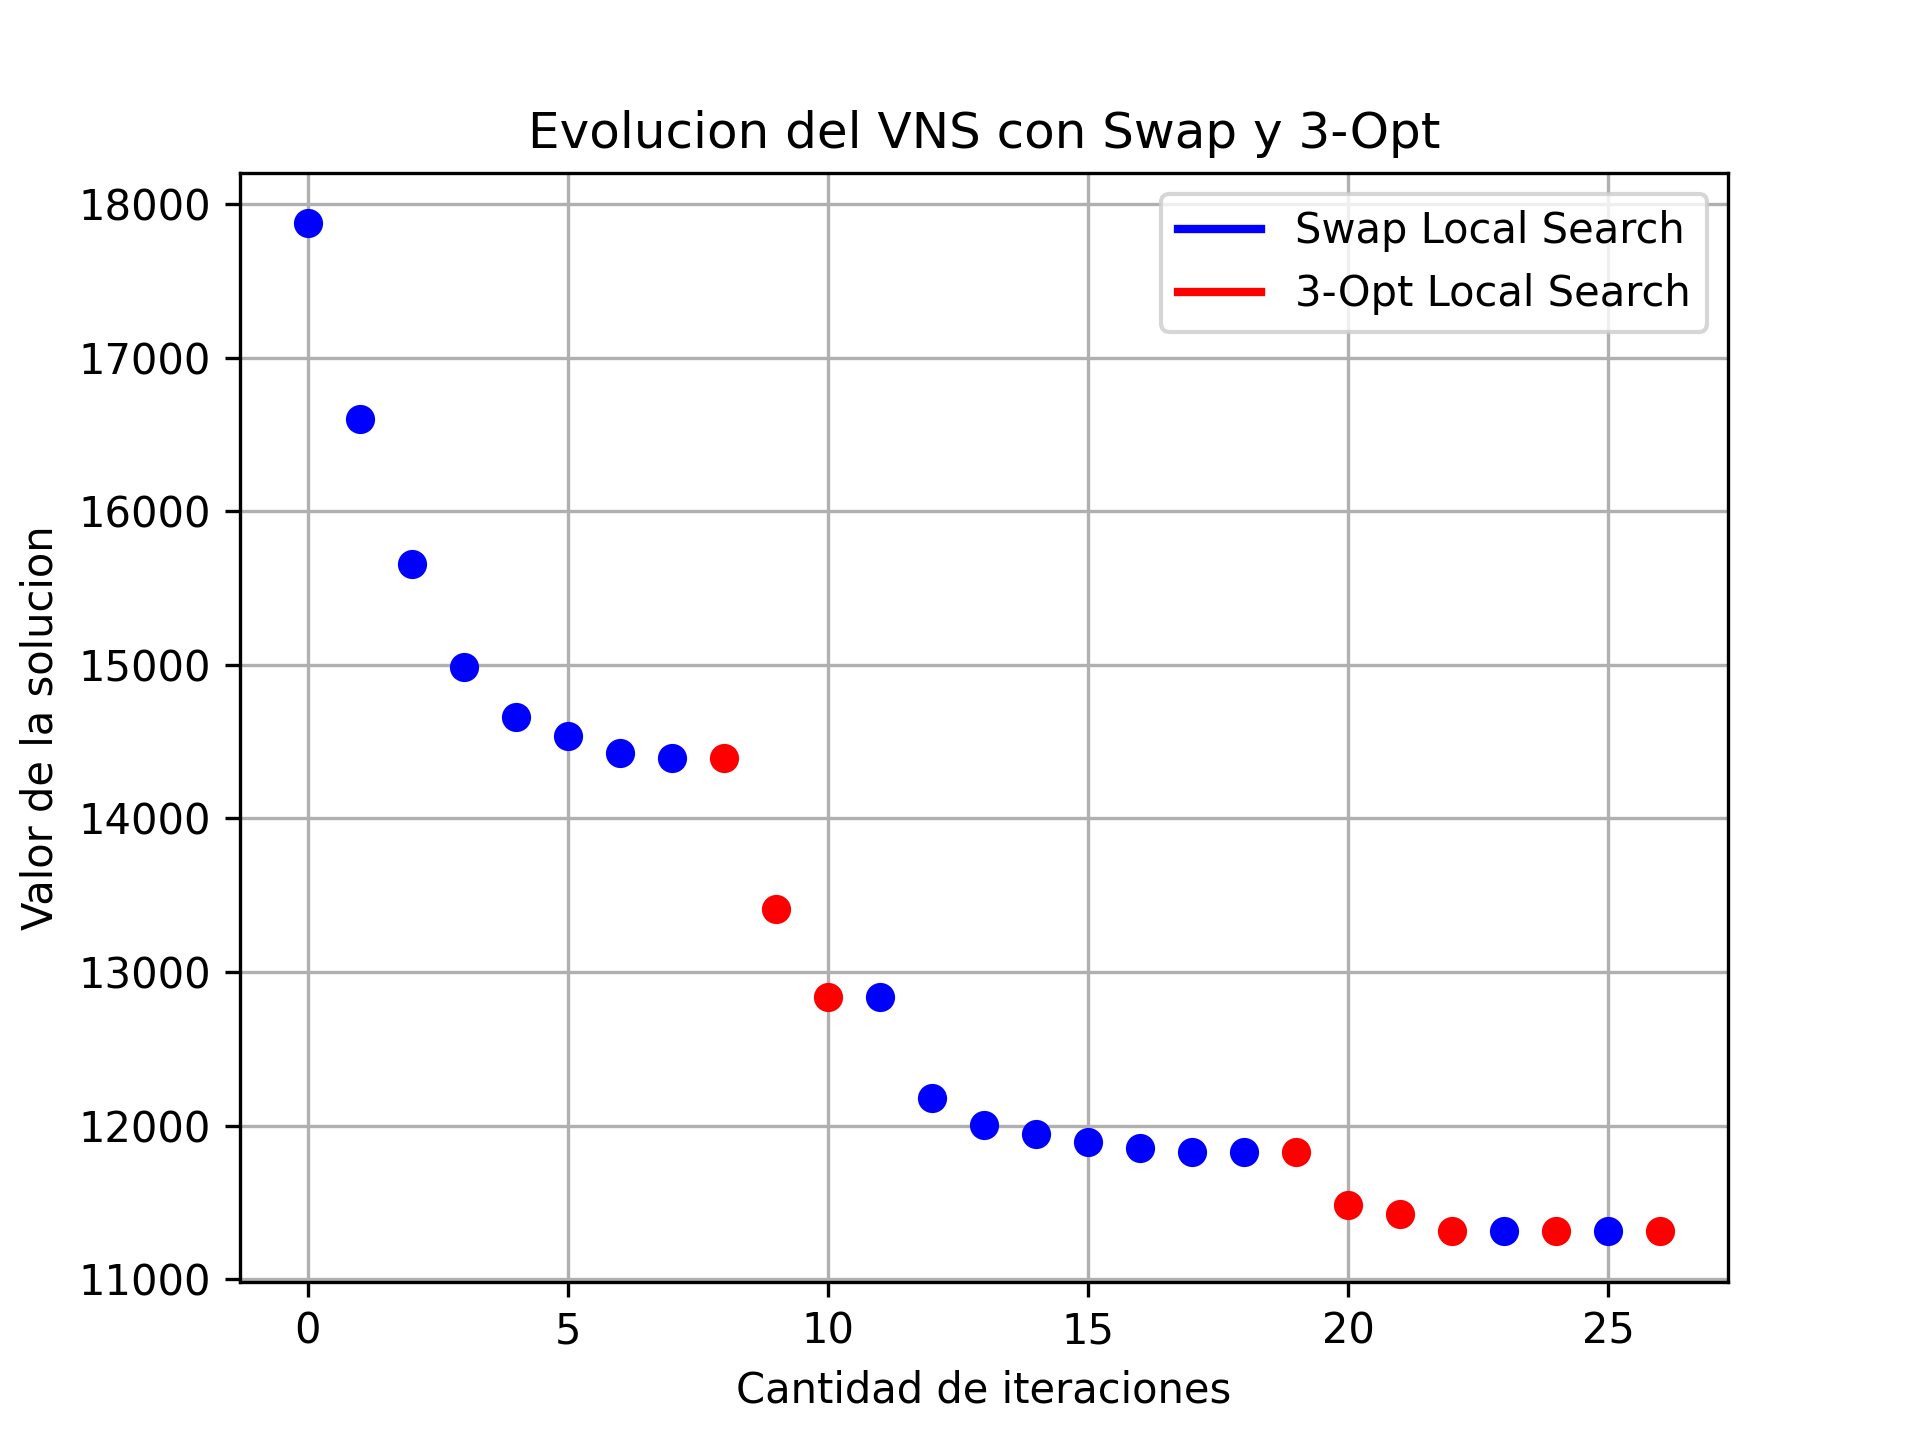 Evolucion del VNS con Swap y 3-Opt
Swap Local Search
3-Opt Local Search
Valor de la solucion
18000
17000
16000
15000
14000
13000
12000
11000
0 5 10 15 20 25
Cantidad de iteraciones